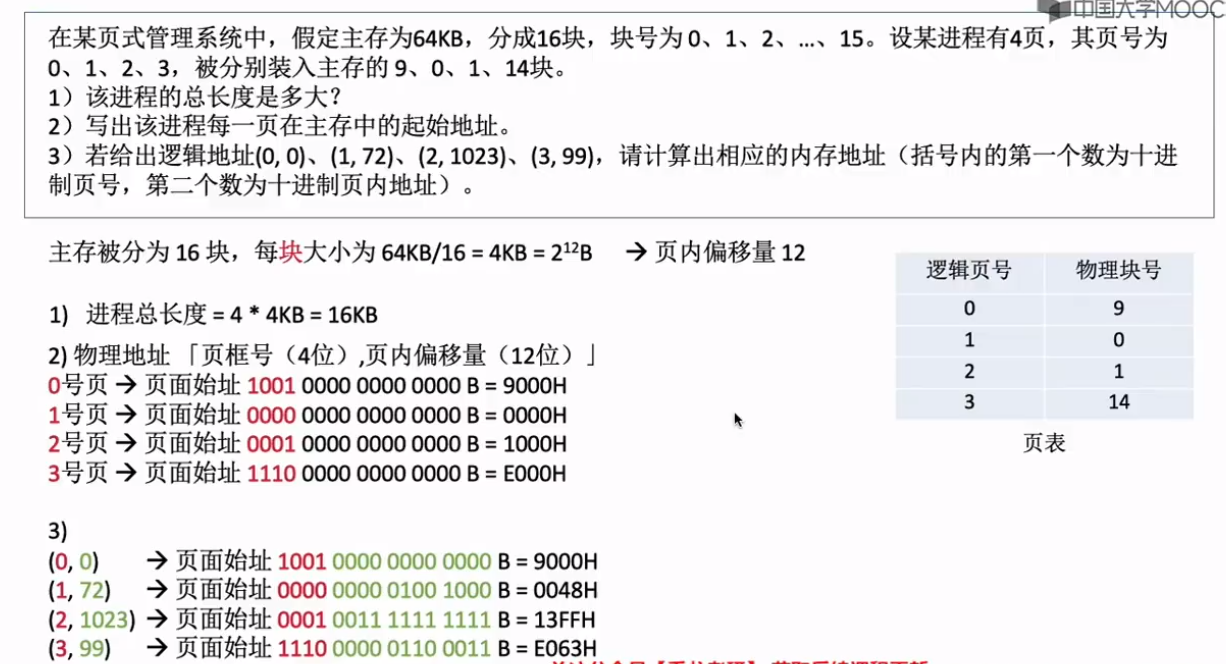 中国大学MOOC
在某页式管理系统中，假定主存为64KB，分成16块，块号为 0、1、2、…、15。设某进程有4页，其页号为
0、1、2、3，被分别装入主存的 9、0、1、14块。
1）该进程的总长度是多大？
2）写出该进程每一页在主存中的起始地址。
3）若给出逻辑地址(0, 0)、(1, 72)、(2, 1023)、(3, 99)，请计算出相应的内存地址（括号内的第一个数为十进
制页号，第二个数为十进制页内地址）。
主存被分为 16 块，每块大小为 64KB/16 = 4KB = 2¹²B → 页内偏移量 12
逻辑页号 物理块号
0 9
1 0
2 1
3 14
页表
1) 进程总长度 = 4 * 4KB = 16KB
2) 物理地址 「页框号（4位）,页内偏移量（12位）」
0号页 → 页面始址 1001 0000 0000 0000 B = 9000H
1号页 → 页面始址 0000 0000 0000 0000 B = 0000H
2号页 → 页面始址 0001 0000 0000 0000 B = 1000H
3号页 → 页面始址 1110 0000 0000 0000 B = E000H
3)
(0, 0) → 页面始址 1001 0000 0000 0000 B = 9000H
(1, 72) → 页面始址 0000 0000 0100 1000 B = 0048H
(2, 1023) → 页面始址 0001 0011 1111 1111 B = 13FFH
(3, 99) → 页面始址 1110 0000 0110 0011 B = E063H